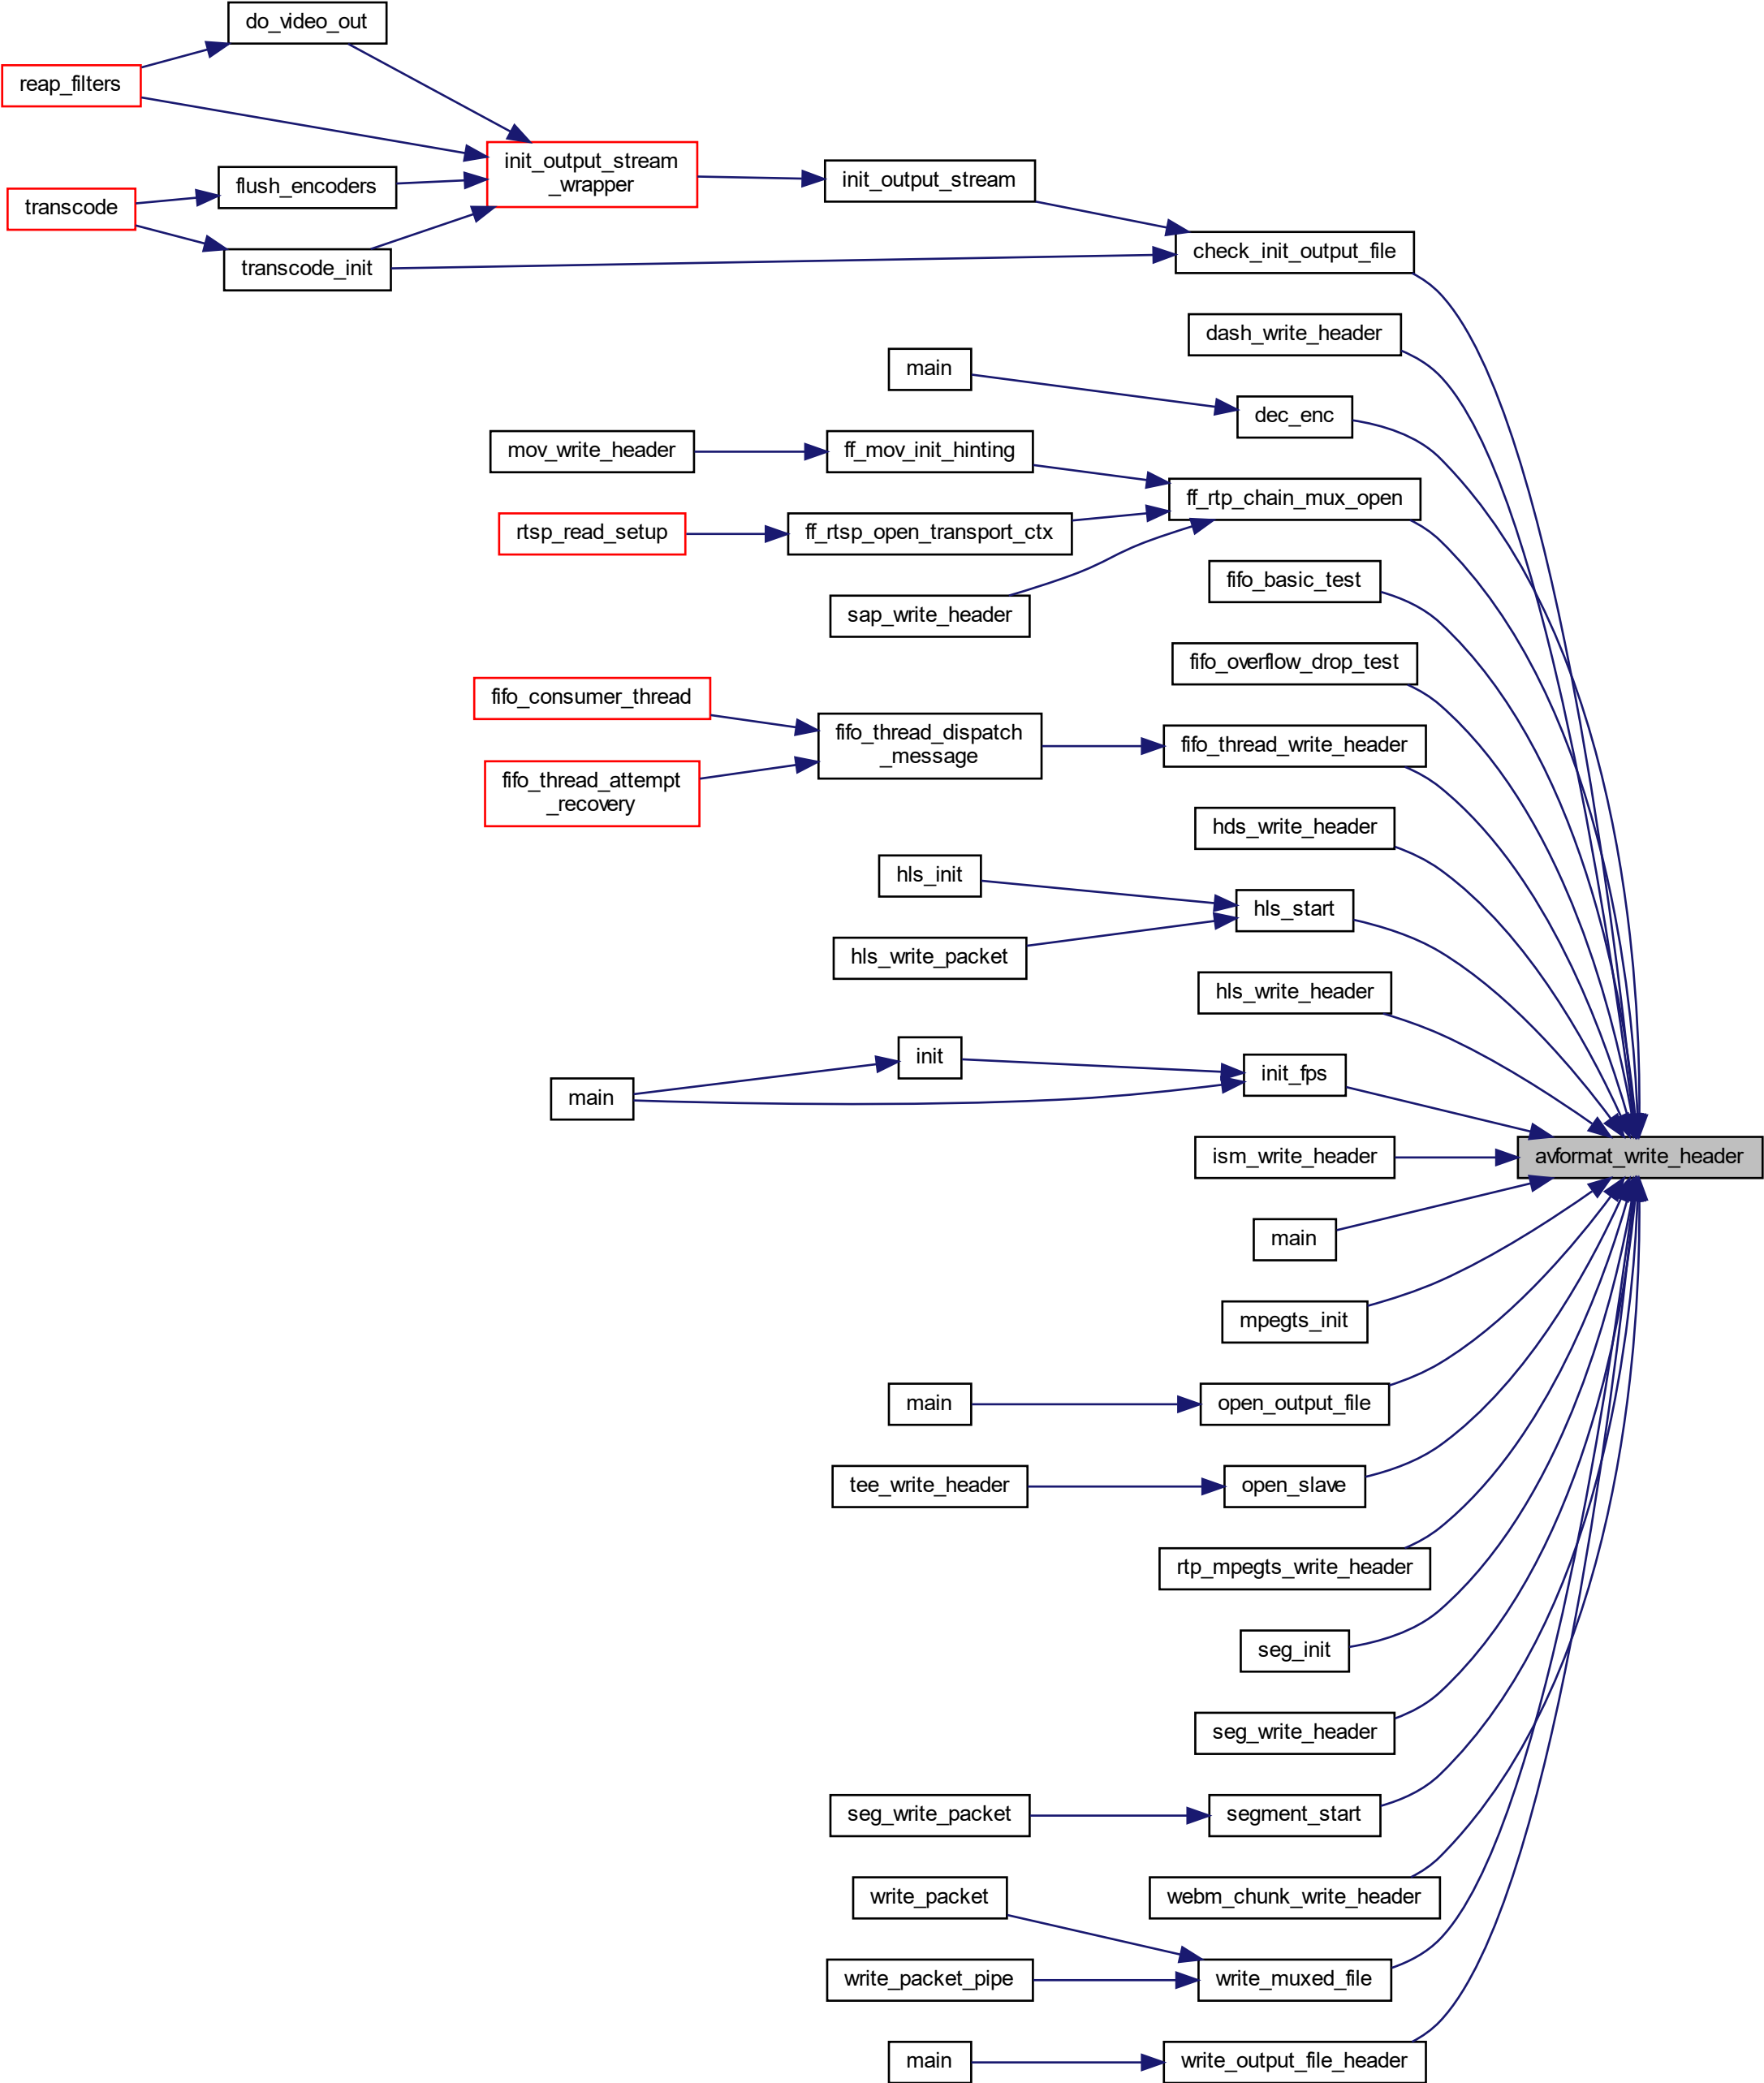 do_video_out
reap_filters
init_output_stream
_wrapper
init_output_stream
flush_encoders
transcode
check_init_output_file
transcode_init
dash_write_header
main
dec_enc
mov_write_header
ff_mov_init_hinting
ff_rtp_chain_mux_open
rtsp_read_setup
ff_rtsp_open_transport_ctx
fifo_basic_test
sap_write_header
fifo_overflow_drop_test
fifo_consumer_thread
fifo_thread_dispatch
_message
fifo_thread_write_header
fifo_thread_attempt
_recovery
hds_write_header
hls_init
hls_start
hls_write_packet
hls_write_header
init
init_fps
main
ism_write_header
avformat_write_header
main
mpegts_init
main
open_output_file
tee_write_header
open_slave
rtp_mpegts_write_header
seg_init
seg_write_header
seg_write_packet
segment_start
write_packet
webm_chunk_write_header
write_packet_pipe
write_muxed_file
main
write_output_file_header